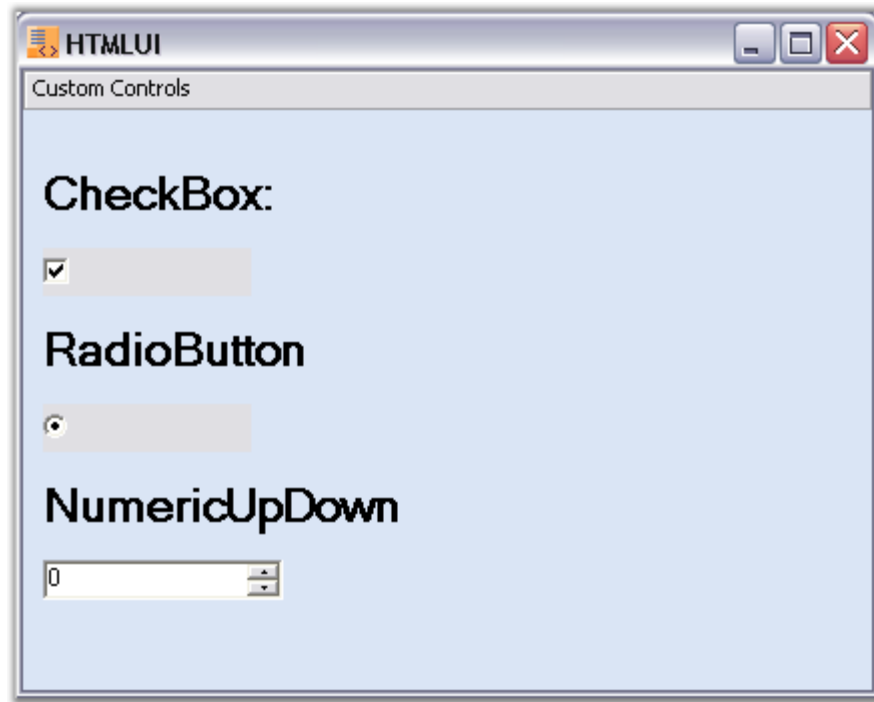 HTMLUI
Custom Controls
CheckBox:
RadioButton
NumericUpDown
0